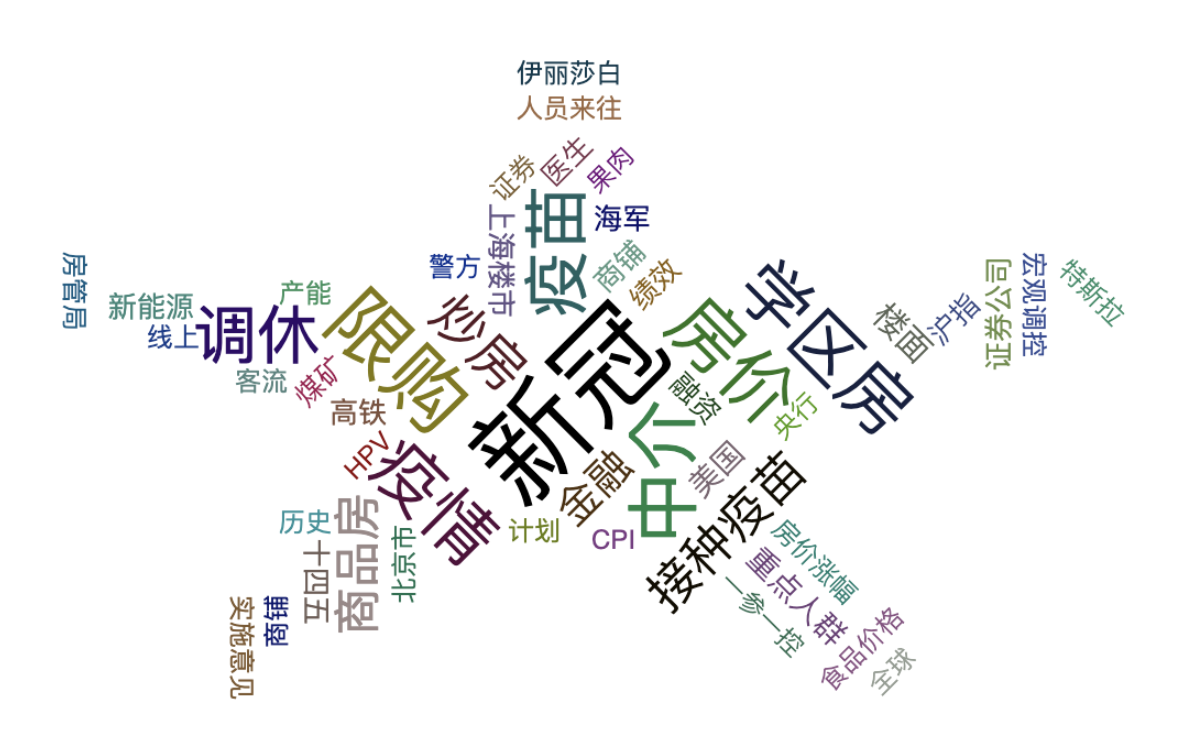 伊丽莎白
人员来往
证券
医生
果肉
疫苗
海军
上海楼市
商铺
绩效
警方
房管局
新能源
产能
线上
调休
限购
炒房
客流
煤矿
高铁
新冠
房价
学区房
楼面
沪指
证券公司
宏观调控
特斯拉
融资
央行
中介
美国
金融
HPV
疫情
计划
CPI
接种疫苗
历史
商品房
北京市
十四五
商铺
实施意见
房价涨幅
重点人群
一参一控
食品价格
全球